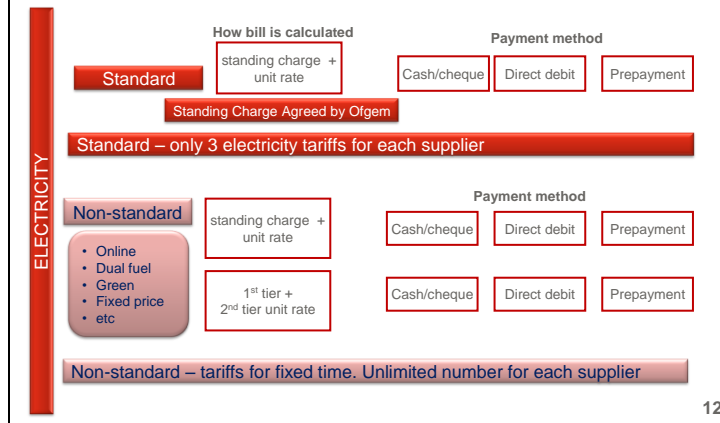 ELECTRICITY
How bill is calculated
Payment method
Standard
standing charge +
unit rate
Cash/cheque
Direct debit
Prepayment
Standing Charge Agreed by Ofgem
Standard – only 3 electricity tariffs for each supplier
Payment method
Non-standard
standing charge +
unit rate
Cash/cheque
Direct debit
Prepayment
• Online
• Dual fuel
• Green
• Fixed price
• etc
1st tier +
2nd tier unit rate
Cash/cheque
Direct debit
Prepayment
Non-standard – tariffs for fixed time. Unlimited number for each supplier
12